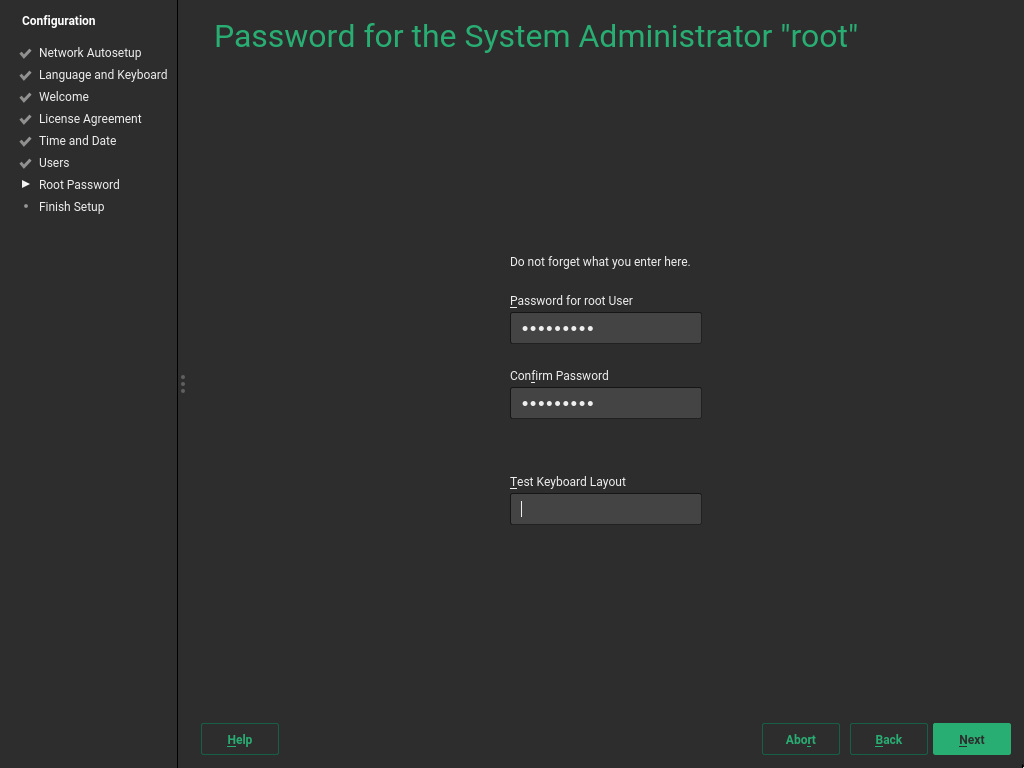 Configuration
Network Autosetup
Language and Keyboard
Welcome
License Agreement
Time and Date
Users
Root Password
Finish Setup
Password for the System Administrator "root"
Do not forget what you enter here.
Password for root User
•••••••••
Confirm Password
•••••••••
Test Keyboard Layout
Help
Abort
Back
Next